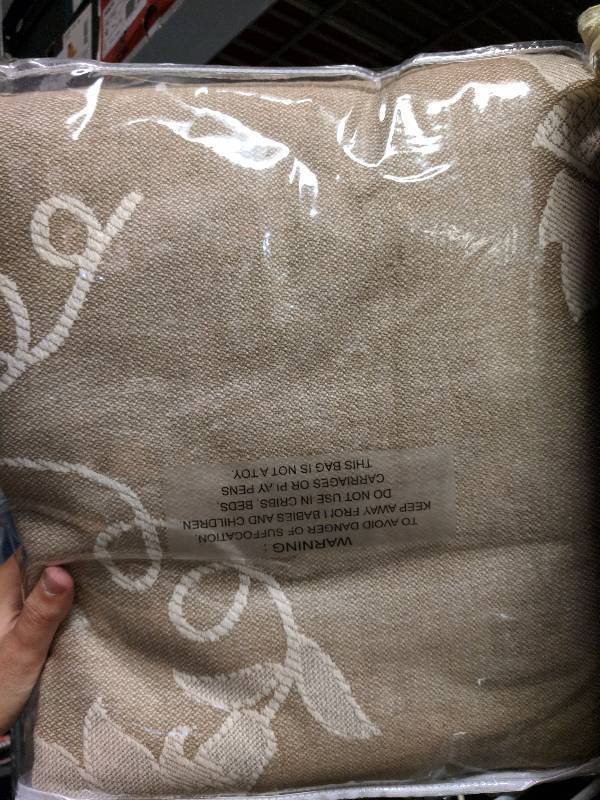 WARNING :
TO AVOID DANGER OF SUFFOCATION,
KEEP AWAY FROM BABIES AND CHILDREN
DO NOT USE IN CRIBS. BEDS,
CARRIAGES OR PLAY PENS
THIS BAG IS NOT A TOY.